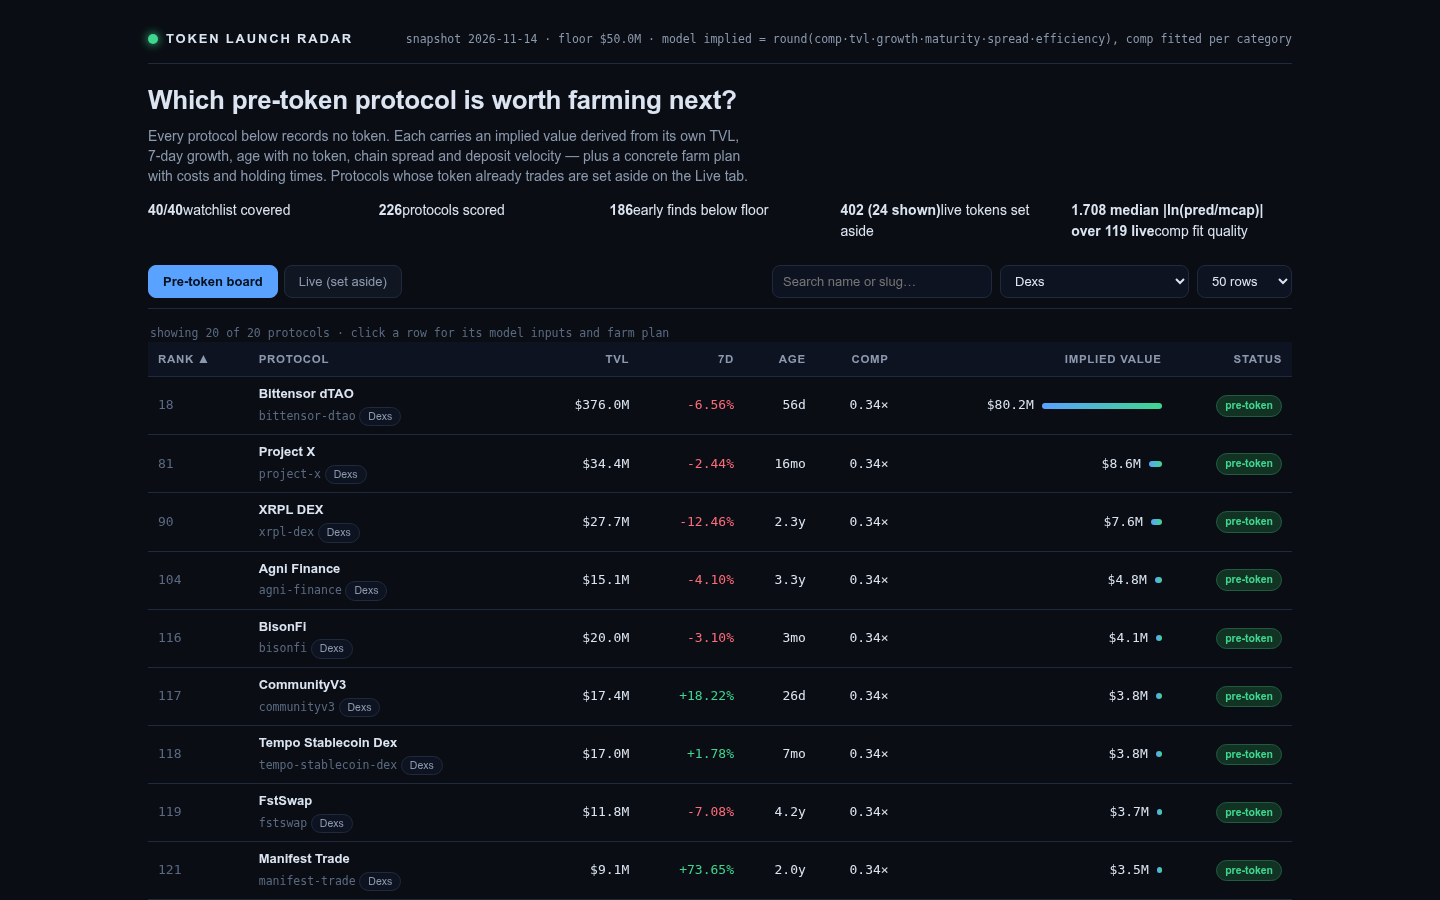 TOKEN LAUNCH RADAR
snapshot 2026-11-14 · floor $50.0M · model implied = round(comp·tvl·growth·maturity·spread·efficiency), comp fitted per category
Which pre-token protocol is worth farming next?
Every protocol below records no token. Each carries an implied value derived from its own TVL,
7-day growth, age with no token, chain spread and deposit velocity — plus a concrete farm plan
with costs and holding times. Protocols whose token already trades are set aside on the Live tab.
40/40watchlist covered
226protocols scored
186early finds below floor
402 (24 shown)live tokens set
aside
1.708 median |ln(pred/mcap)|
over 119 livecomp fit quality
Pre-token board
Live (set aside)
Search name or slug…
Dexs
50 rows
showing 20 of 20 protocols · click a row for its model inputs and farm plan
RANK ▲ PROTOCOL TVL 7D AGE COMP IMPLIED VALUE STATUS
18 Bittensor dTAO $376.0M -6.56% 56d 0.34× $80.2M pre-token
bittensor-dtao Dexs
81 Project X $34.4M -2.44% 16mo 0.34× $8.6M pre-token
project-x Dexs
90 XRPL DEX $27.7M -12.46% 2.3y 0.34× $7.6M pre-token
xrpl-dex Dexs
104 Agni Finance $15.1M -4.10% 3.3y 0.34× $4.8M pre-token
agni-finance Dexs
116 BisonFi $20.0M -3.10% 3mo 0.34× $4.1M pre-token
bisonfi Dexs
117 CommunityV3 $17.4M +18.22% 26d 0.34× $3.8M pre-token
communityv3 Dexs
118 Tempo Stablecoin Dex $17.0M +1.78% 7mo 0.34× $3.8M pre-token
tempo-stablecoin-dex Dexs
119 FstSwap $11.8M -7.08% 4.2y 0.34× $3.7M pre-token
fstswap Dexs
121 Manifest Trade $9.1M +73.65% 2.0y 0.34× $3.5M pre-token
manifest-trade Dexs